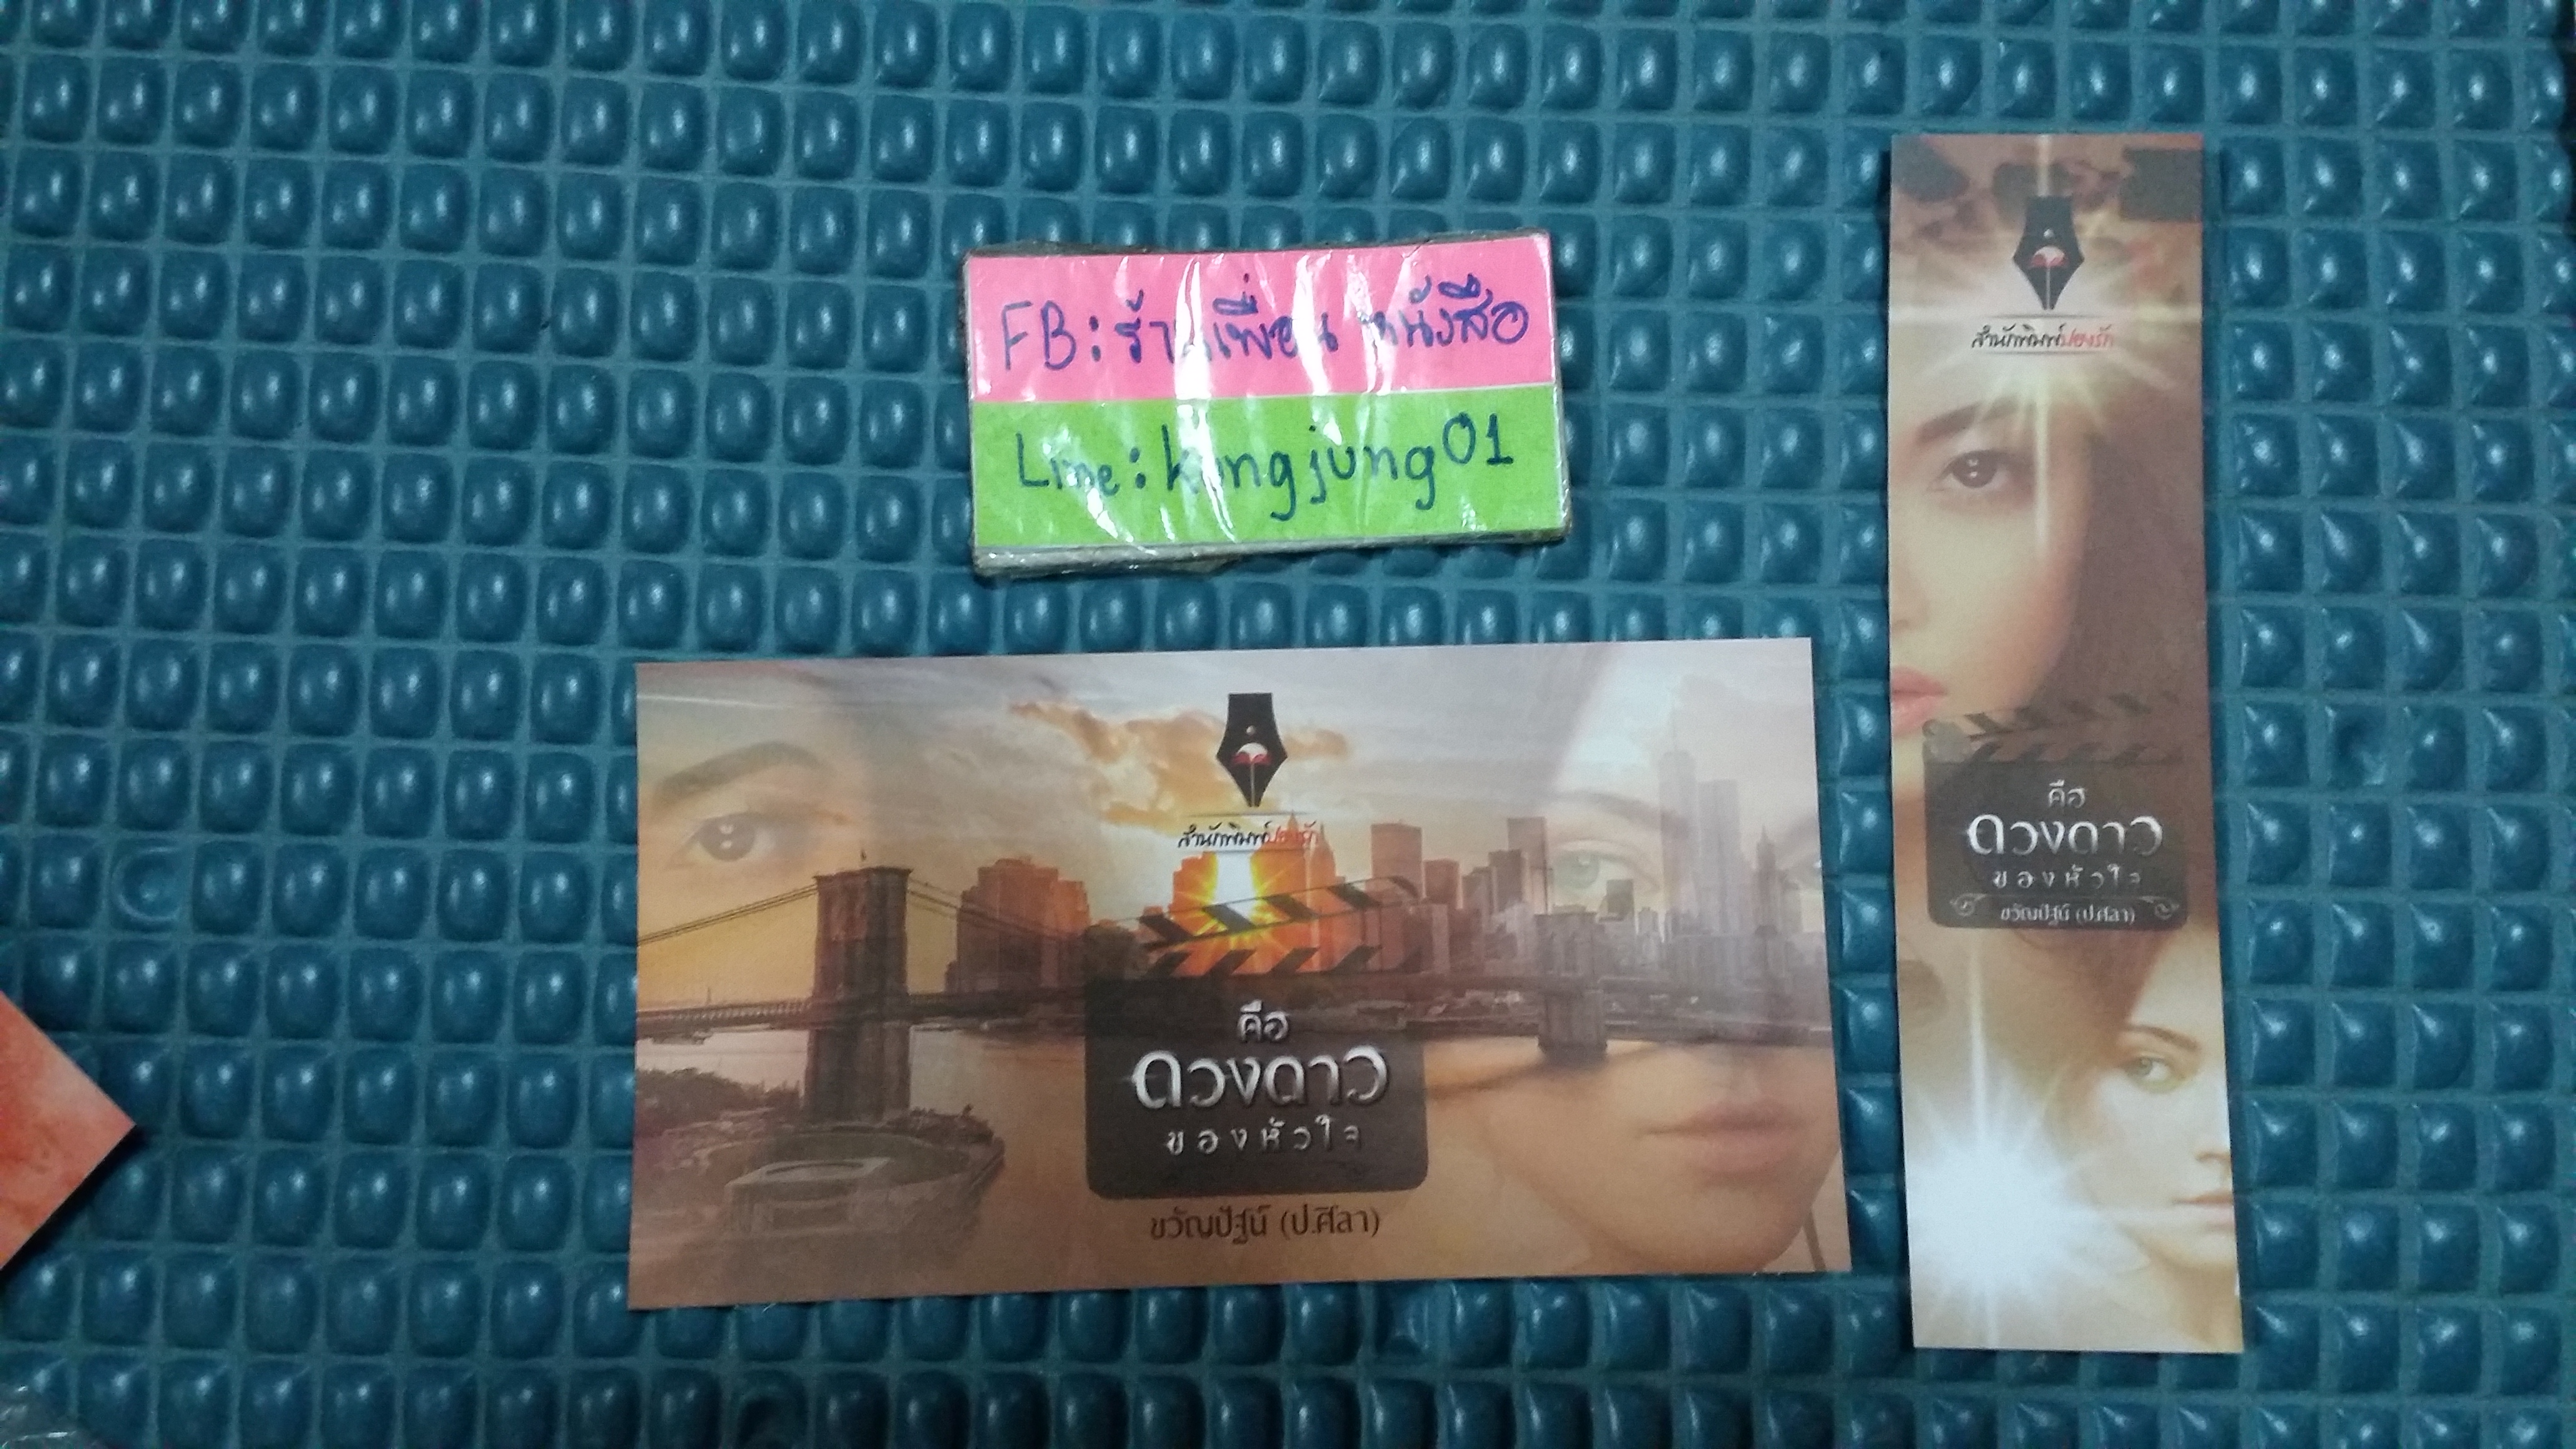 FB: ร้านเพื่อน หนังสือ
Line: kongjung01
สำนักพิมพ์ปองรัก
คือ
ดวงดาว
ของหัวใจ
ขวัญปัฐน์ (ป.ศิลา)
สำนักพิมพ์ปองรัก
คือ
ดวงดาว
ของหัวใจ
ขวัญปัฐน์ (ป.ศิลา)